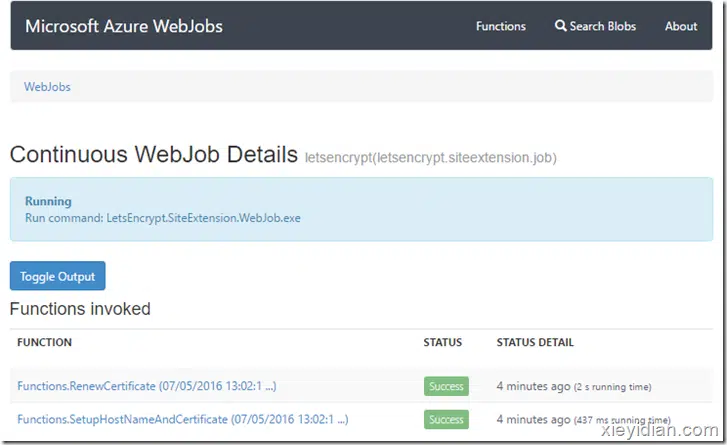 Microsoft Azure WebJobs Functions Search Blobs About
WebJobs
Continuous WebJob Details letsencrypt(letsencrypt.siteextension.job)
Running
Run command: LetsEncrypt.SiteExtension.WebJob.exe
Toggle Output
Functions invoked
FUNCTION STATUS STATUS DETAIL
Functions.RenewCertificate (07/05/2016 13:02:1 ...) Success 4 minutes ago (2 s running time)
Functions.SetupHostNameAndCertificate (07/05/2016 13:02:1 ...) Success 4 minutes ago (437 ms running time)
xieyidian.com